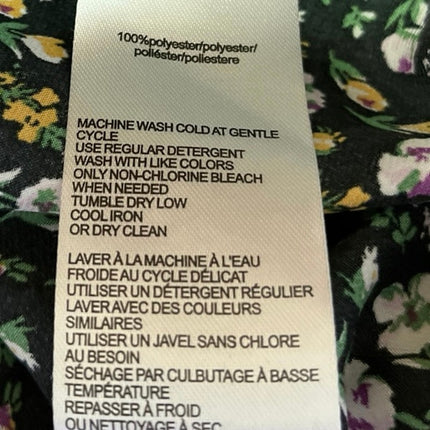 100%polyester/polyester/
poliéster/poliestere
MACHINE WASH COLD AT GENTLE
CYCLE
USE REGULAR DETERGENT
WASH WITH LIKE COLORS
ONLY NON-CHLORINE BLEACH
WHEN NEEDED
TUMBLE DRY LOW
COOL IRON
OR DRY CLEAN
LAVER À LA MACHINE À L'EAU
FROIDE AU CYCLE DÉLICAT
UTILISER UN DÉTERGENT RÉGULIER
LAVER AVEC DES COULEURS
SIMILAIRES
UTILISER UN JAVEL SANS CHLORE
AU BESOIN
SÉCHAGE PAR CULBUTAGE À BASSE
TEMPÉRATURE
REPASSER À FROID
OU NETTOYAGE À SEC